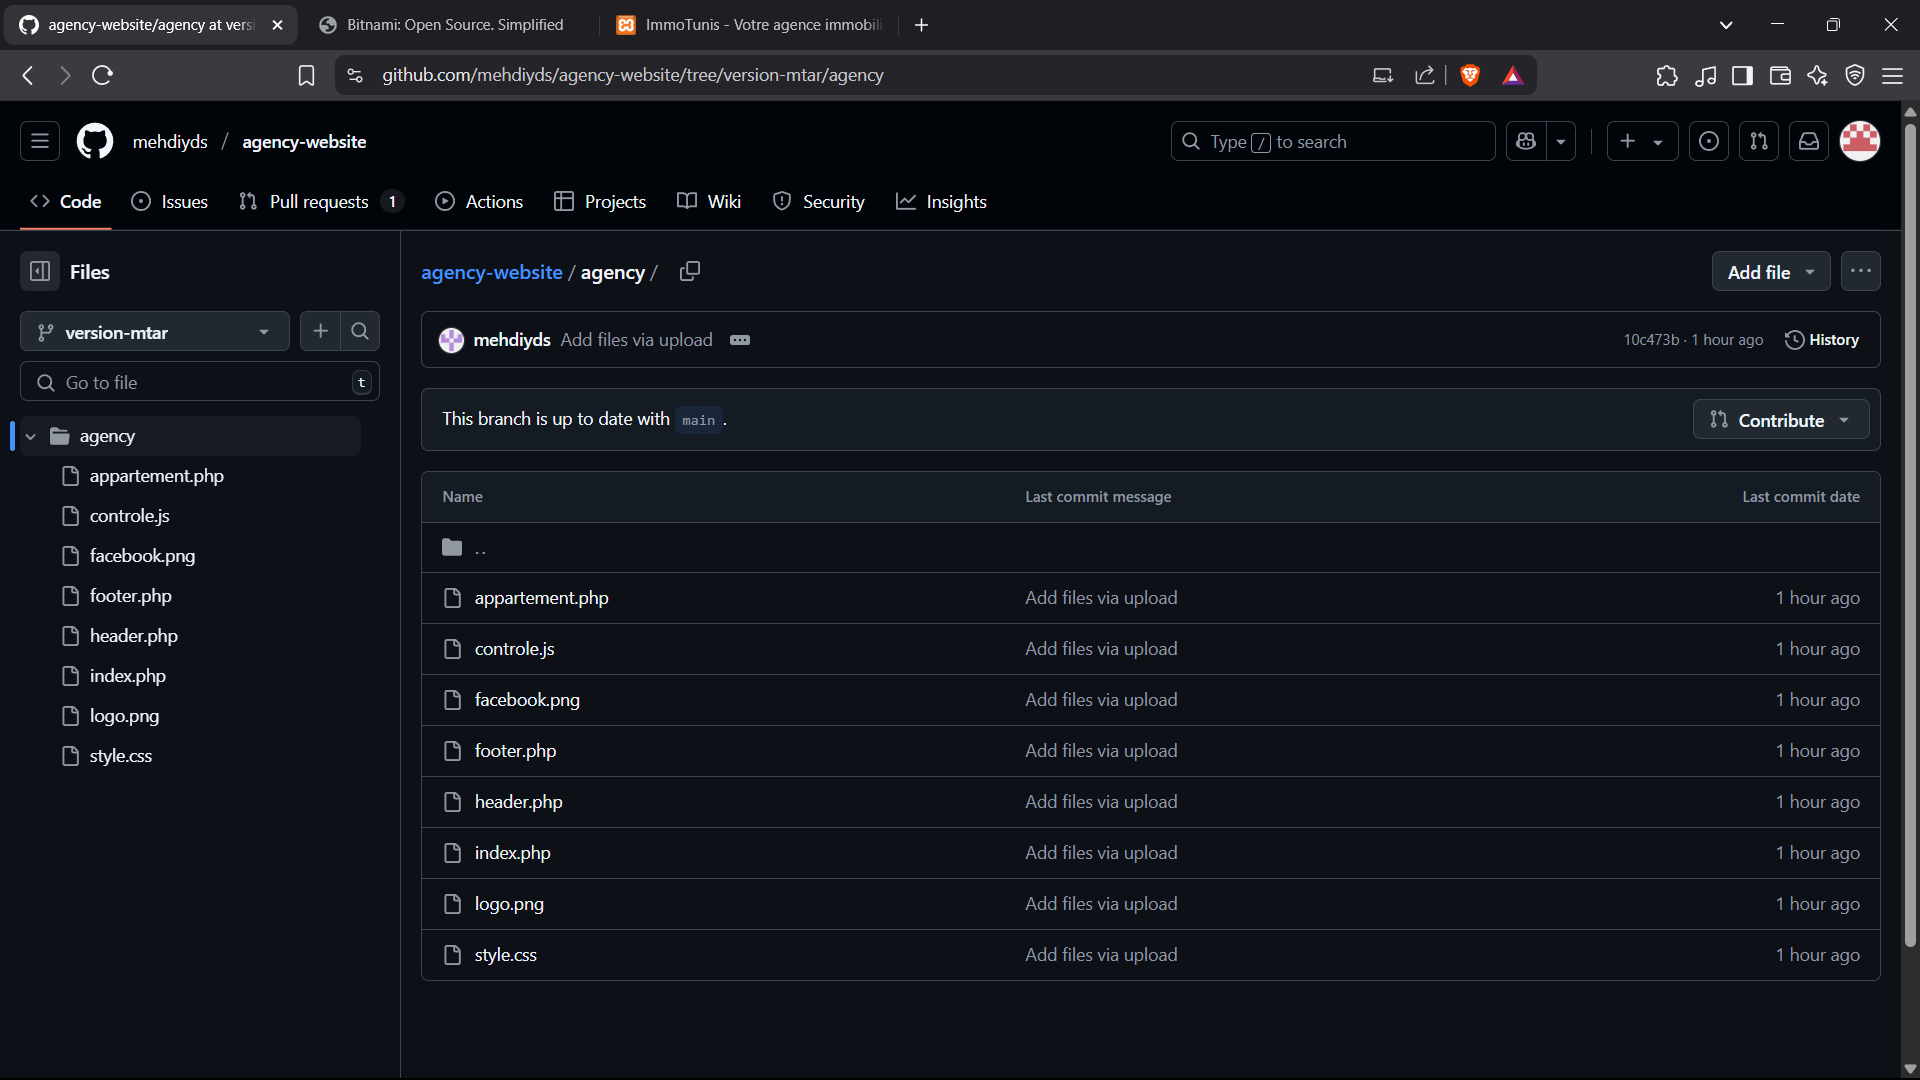 agency-website/agency at versi
Bitnami: Open Source. Simplified
ImmoTunis - Votre agence immobili
github.com/mehdiyds/agency-website/tree/version-mtar/agency
mehdiyds / agency-website
Type / to search
Code
Issues
Pull requests 1
Actions
Projects
Wiki
Security
Insights
Files
agency-website / agency /
Add file
version-mtar
Go to file t
mehdiyds Add files via upload
10c473b · 1 hour ago
History
This branch is up to date with main .
Contribute
agency
appartement.php
controle.js
facebook.png
footer.php
header.php
index.php
logo.png
style.css
Name Last commit message Last commit date
..
appartement.php Add files via upload 1 hour ago
controle.js Add files via upload 1 hour ago
facebook.png Add files via upload 1 hour ago
footer.php Add files via upload 1 hour ago
header.php Add files via upload 1 hour ago
index.php Add files via upload 1 hour ago
logo.png Add files via upload 1 hour ago
style.css Add files via upload 1 hour ago